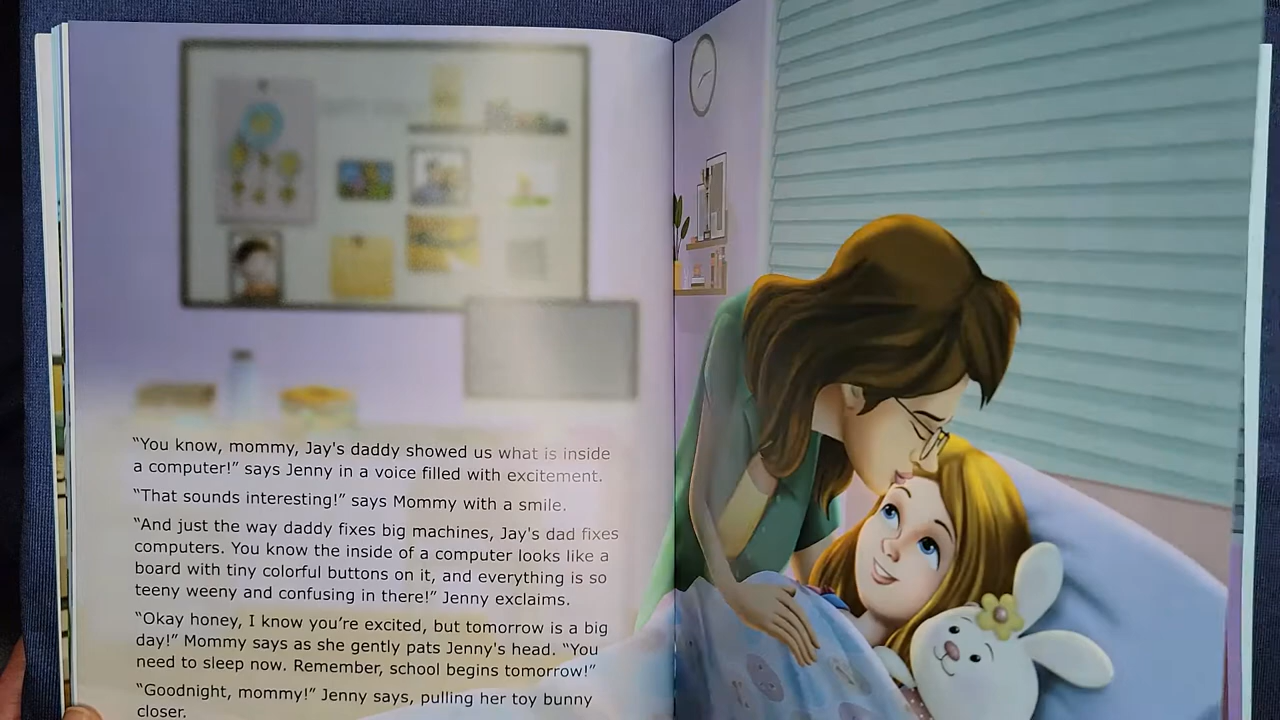 “You know, mommy, Jay's daddy showed us what is inside
a computer!” says Jenny in a voice filled with excitement.
“That sounds interesting!” says Mommy with a smile.
“And just the way daddy fixes big machines, Jay's dad fixes
computers. You know the inside of a computer looks like a
board with tiny colorful buttons on it, and everything is so
teeny weeny and confusing in there!” Jenny exclaims.
“Okay honey, I know you’re excited, but tomorrow is a big
day!” Mommy says as she gently pats Jenny's head. “You
need to sleep now. Remember, school begins tomorrow!”
“Goodnight, mommy!” Jenny says, pulling her toy bunny
closer.